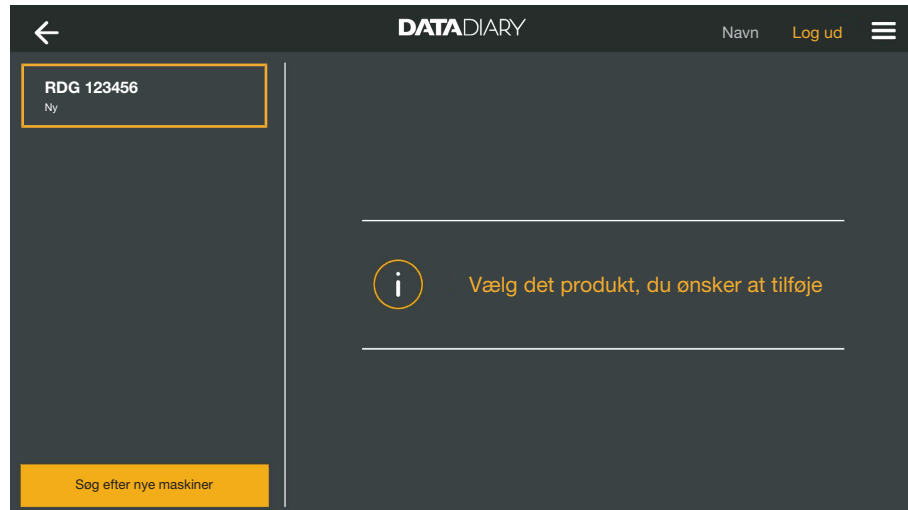 DATADIARY
Navn
Log ud
RDG 123456
Ny
i
Vælg det produkt, du ønsker at tilføje
Søg efter nye maskiner